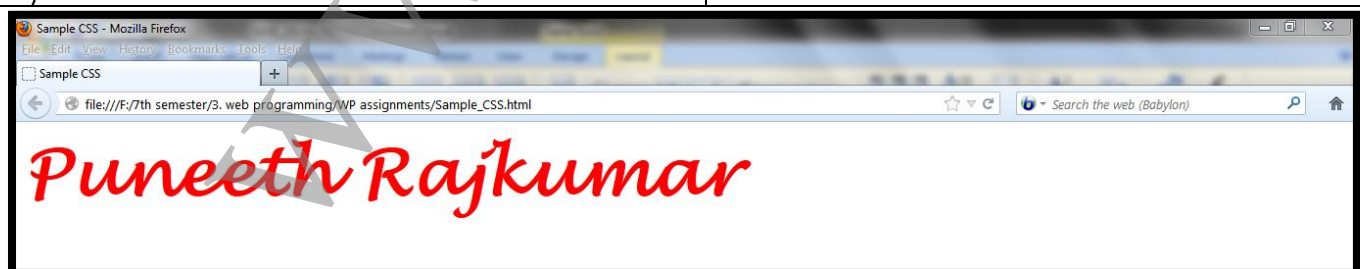 Sample CSS - Mozilla Firefox
File Edit View History Bookmarks Tools Help
Sample CSS
file:///F:/7th semester/3. web programming/WP assignments/Sample_CSS.html
Search the web (Babylon)
Puneeth Rajkumar